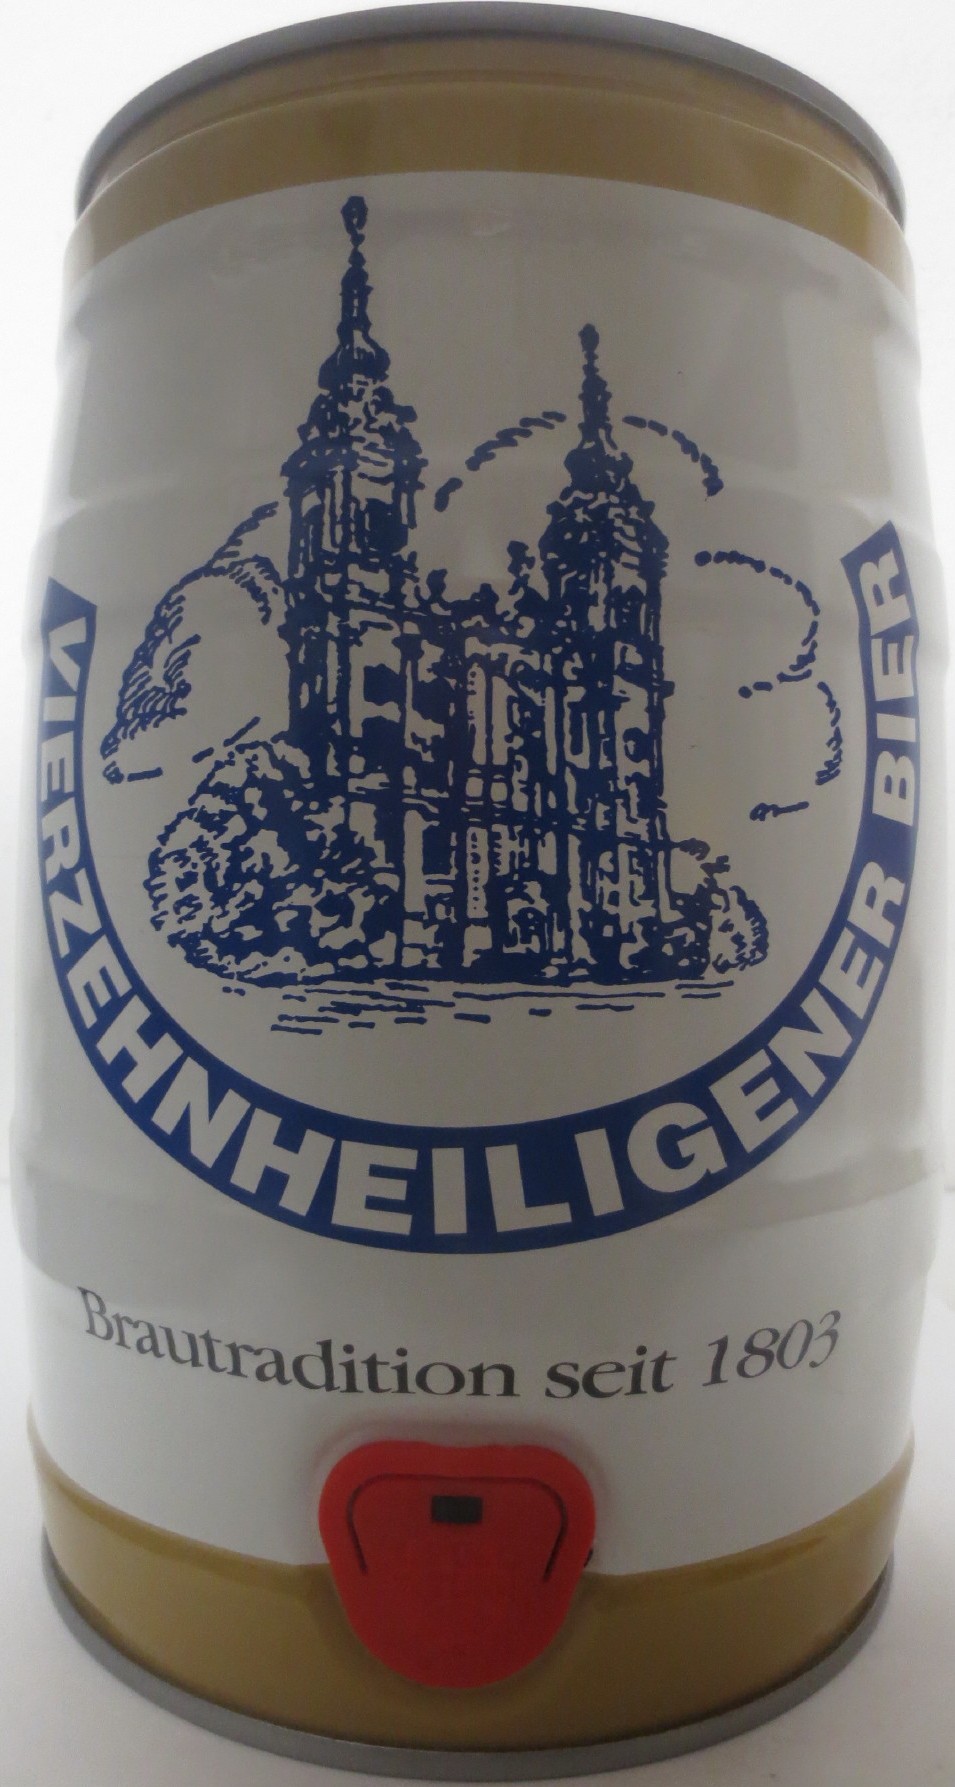 VIERZEHNHEILIGENER BIER
Brautradition seit 1803